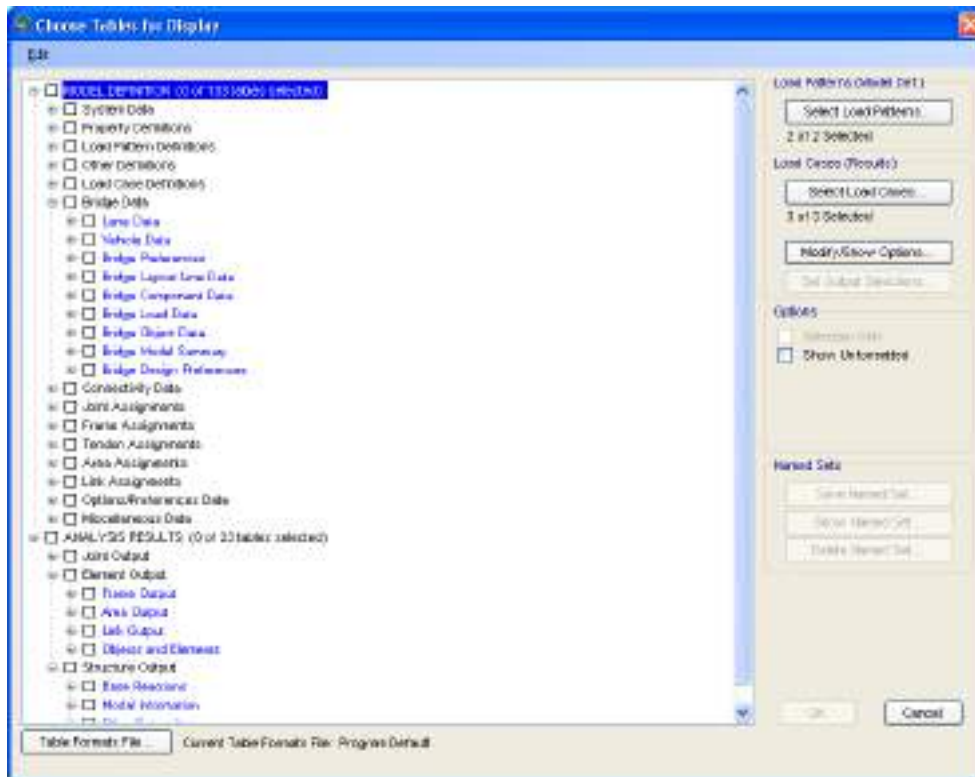 Choose Tables for Display
Edit
MODEL DEFINITION (0 of 103 tables selected)
System Data
Property Definitions
Load Pattern Definitions
Other Definitions
Load Case Definitions
Bridge Data
Lane Data
Vehicle Data
Bridge Preferences
Bridge Layout Line Data
Bridge Component Data
Bridge Load Data
Bridge Object Data
Bridge Model Summary
Bridge Design Preferences
Connectivity Data
Joint Assignments
Frame Assignments
Tendon Assignments
Area Assignments
Link Assignments
Options/Preferences Data
Miscellaneous Data
ANALYSIS RESULTS (0 of 23 tables selected)
Joint Output
Element Output
Frame Output
Area Output
Link Output
Objects and Elements
Structure Output
Base Reactions
Modal Information
Table Formats File...
Current Table Formats File: Program Default
Load Patterns (Model Def.)
Select Load Patterns...
2 of 2 Selected
Load Cases (Results)
Select Load Cases...
3 of 3 Selected
Modify/Show Options...
Set Output Selections...
Options
Selection Only
Show Unformatted
Named Sets
Save Named Set...
Show Named Set...
Delete Named Set...
OK
Cancel